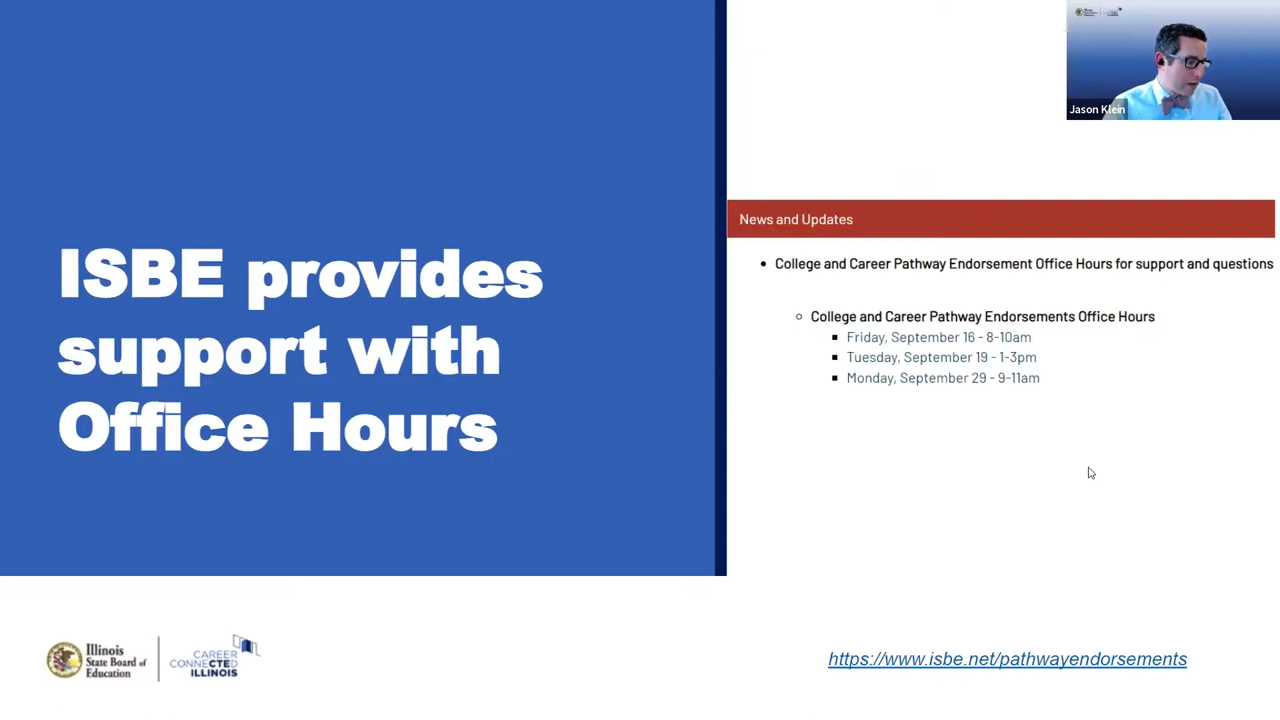 Jason Klein
ISBE provides
support with
Office Hours
News and Updates
College and Career Pathway Endorsement Office Hours for support and questions
College and Career Pathway Endorsements Office Hours
Friday, September 16 - 8-10am
Tuesday, September 19 - 1-3pm
Monday, September 29 - 9-11am
Illinois
State Board of
Education
CAREER
CONNECTED
ILLINOIS
https://www.isbe.net/pathwayendorsements